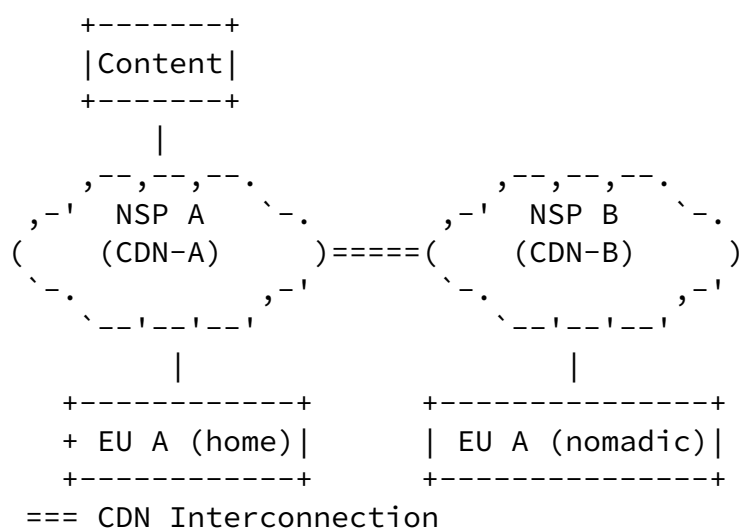 +-------+
|Content|
+-------+
|
,--,--,--. ,--,--,--.
,-' NSP A `-. ,-' NSP B `-.
( (CDN-A) )=====( (CDN-B) )
`-. ,-' `-. ,-'
`--'--'--' `--'--'--'
| |
+------------+ +---------------+
+ EU A (home)| | EU A (nomadic)|
+------------+ +---------------+
=== CDN Interconnection